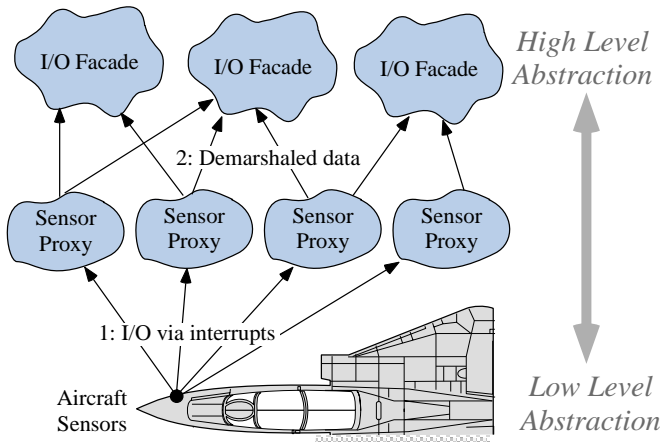 I/O Facade
I/O Facade
I/O Facade
High Level
Abstraction
2: Demarshaled data
Sensor
Proxy
Sensor
Proxy
Sensor
Proxy
Sensor
Proxy
1: I/O via interrupts
Aircraft
Sensors
Low Level
Abstraction